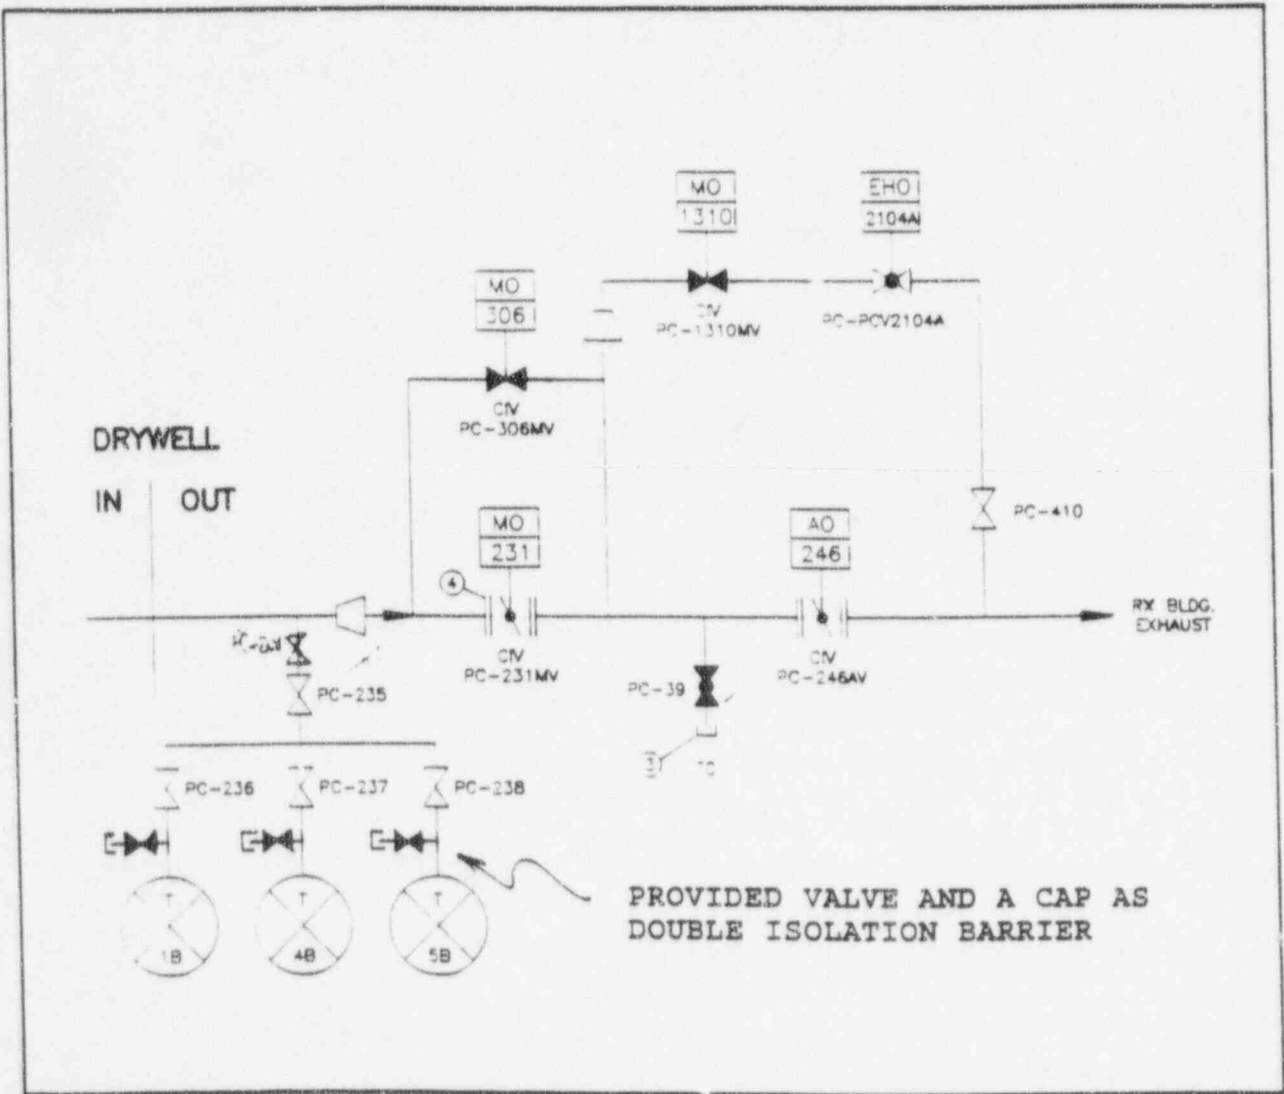 MO
1310
EHO
2104A
CIV
PC-1310MV
PC-PCV2104A
MO
306
CIV
PC-306MV
DRYWELL
IN OUT
MO
231
AO
246
PC-410
4
RX BLDG.
EXHAUST
CIV
PC-231MV
CIV
PC-246AV
PC-235
PC-39
3
PC-236
PC-237
PC-238
T
1B
T
4B
T
5B
PROVIDED VALVE AND A CAP AS
DOUBLE ISOLATION BARRIER